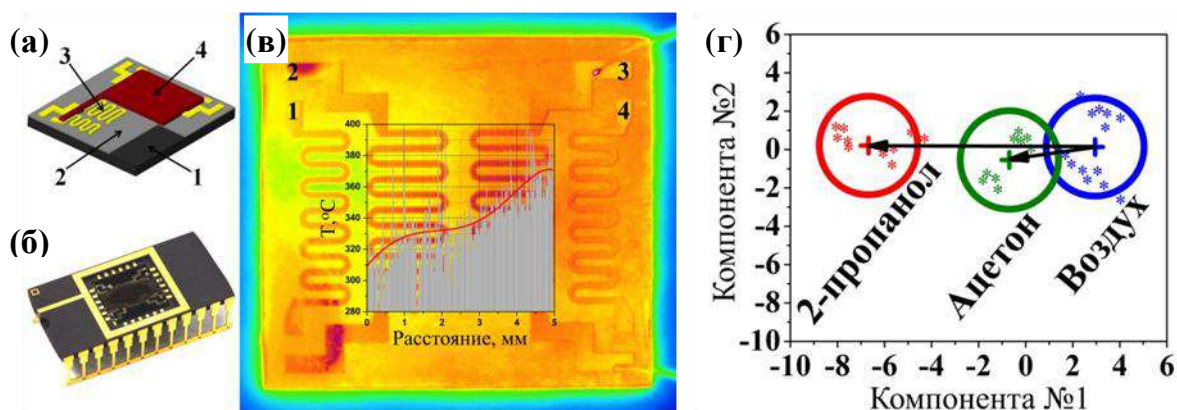 (а)
3
4
2
1
(б)
(в)
2
3
1
4
T,°C
400
380
360
340
320
300
280
0
1
2
3
4
5
Расстояние, мм
(г)
Компонента №2
6
4
2
0
-2
-4
-6
-8
-10
2-пропанол
Ацетон
Воздух
-10 -8 -6 -4 -2 0 2 4 6
Компонента №1